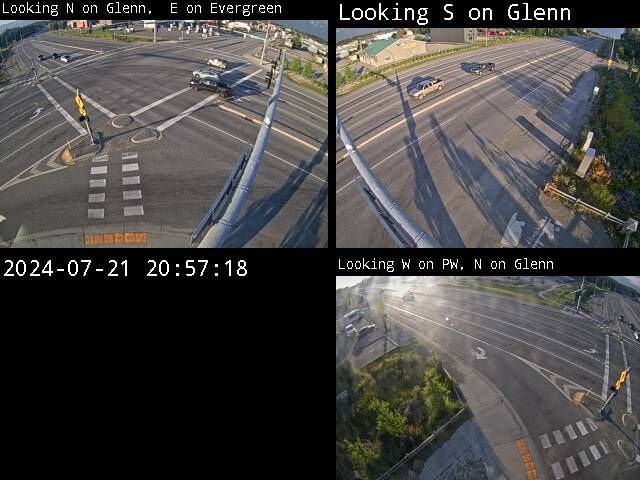 Looking N on Glenn,  E on Evergreen
Looking S on Glenn
2024-07-21 20:57:18
Looking W on PW, N on Glenn